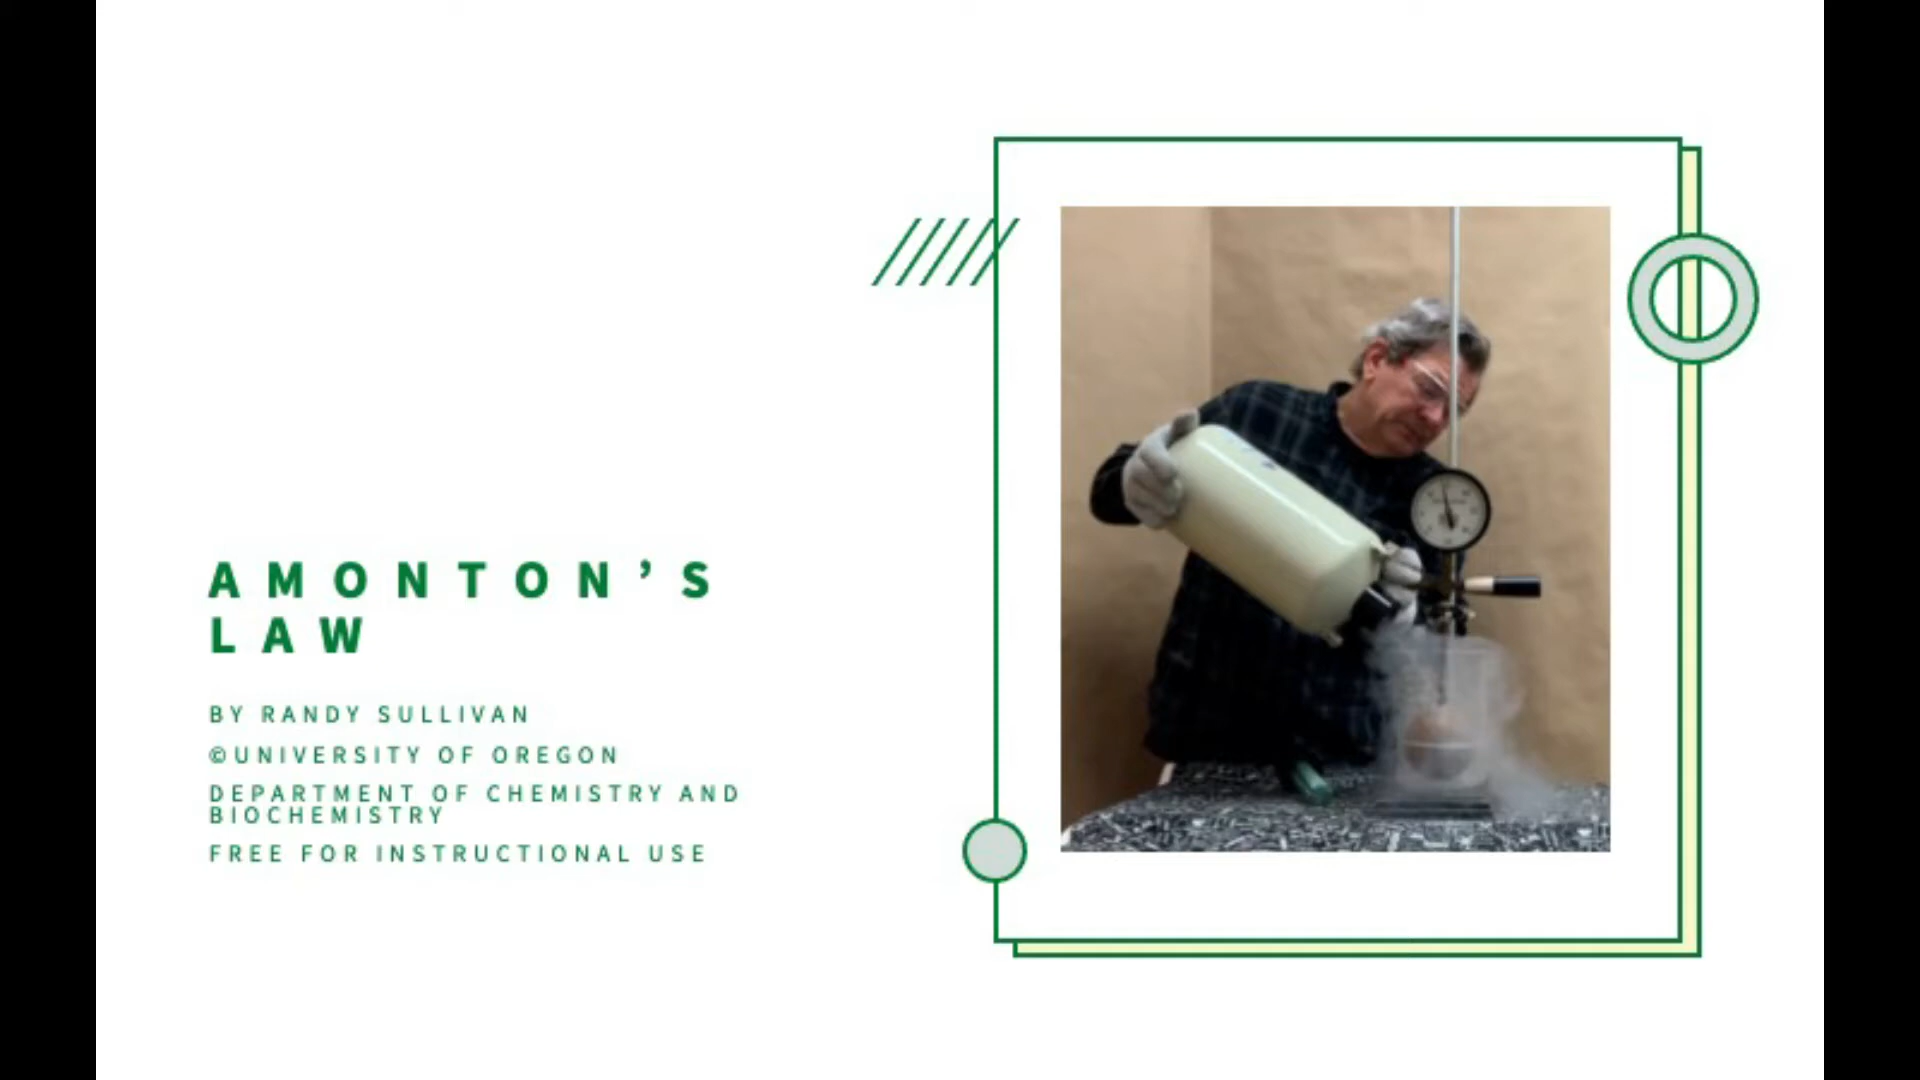 AMONTON’S
LAW
BY RANDY SULLIVAN
©UNIVERSITY OF OREGON
DEPARTMENT OF CHEMISTRY AND
BIOCHEMISTRY
FREE FOR INSTRUCTIONAL USE